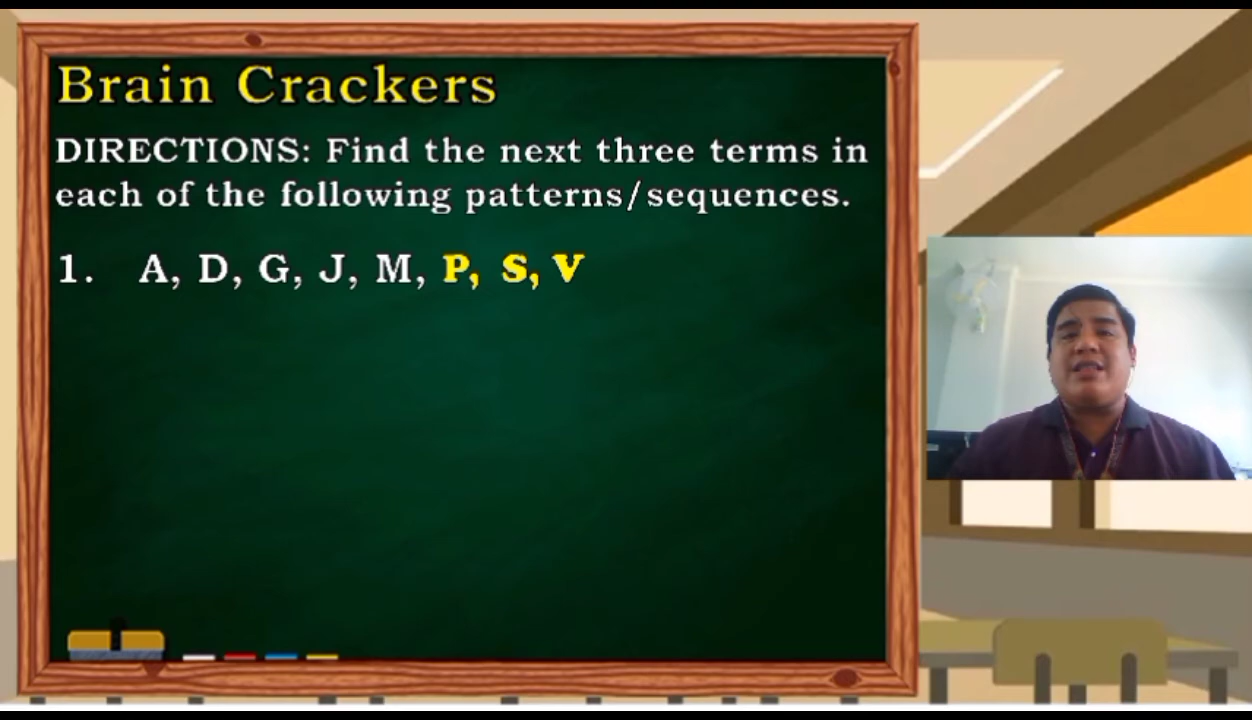 Brain Crackers
DIRECTIONS: Find the next three terms in
each of the following patterns/sequences.
1. A, D, G, J, M, P, S, V